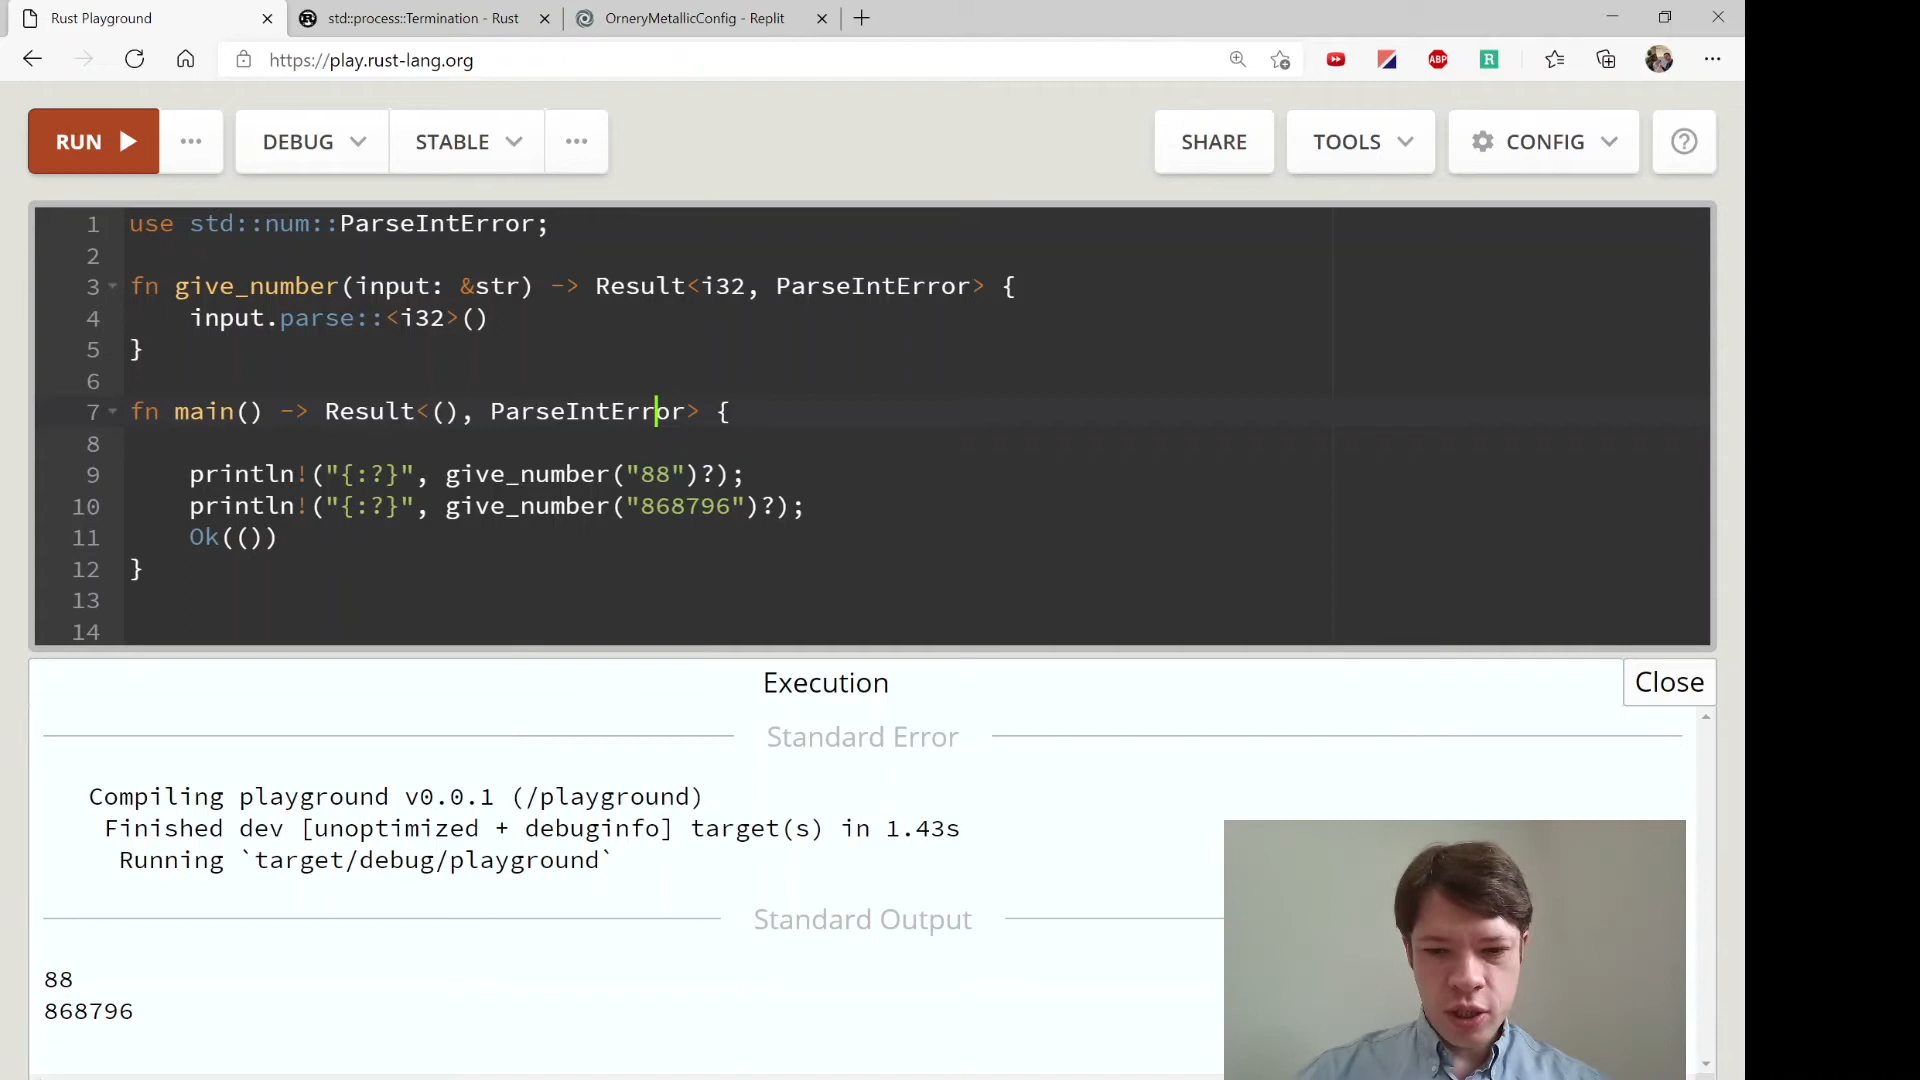 Rust Playground
std::process::Termination - Rust
OrneryMetallicConfig - Replit
https://play.rust-lang.org
ABP
R
RUN
DEBUG
STABLE
SHARE
TOOLS
CONFIG
1 use std::num::ParseIntError;
2
3 fn give_number(input: &str) -> Result<i32, ParseIntError> {
4     input.parse::<i32>()
5 }
6
7 fn main() -> Result<(), ParseIntError> {
8
9     println!("{:?}", give_number("88")?);
10     println!("{:?}", give_number("868796")?);
11     Ok(())
12 }
13
14
Execution
Close
Standard Error
Compiling playground v0.0.1 (/playground)
Finished dev [unoptimized + debuginfo] target(s) in 1.43s
Running `target/debug/playground`
Standard Output
88
868796